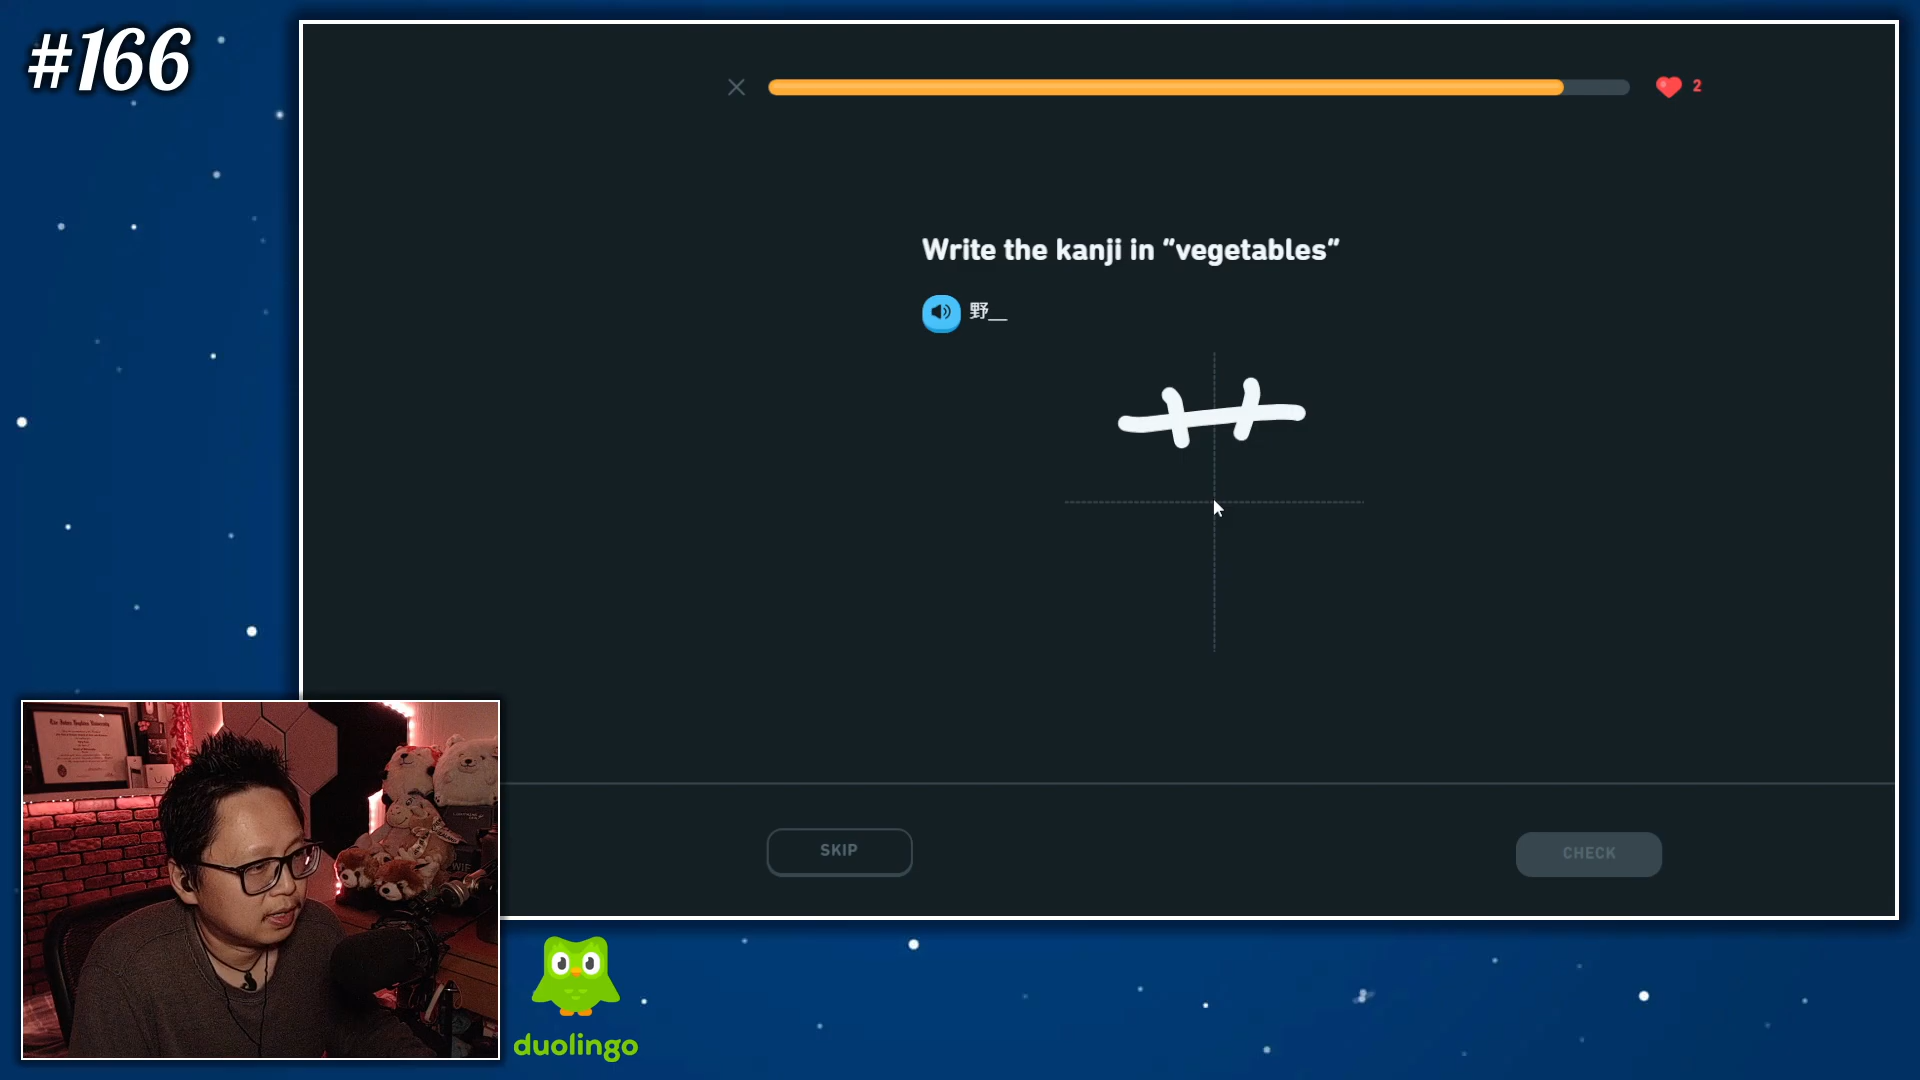 #166
2
Write the kanji in “vegetables”
野__
SKIP
CHECK
duolingo